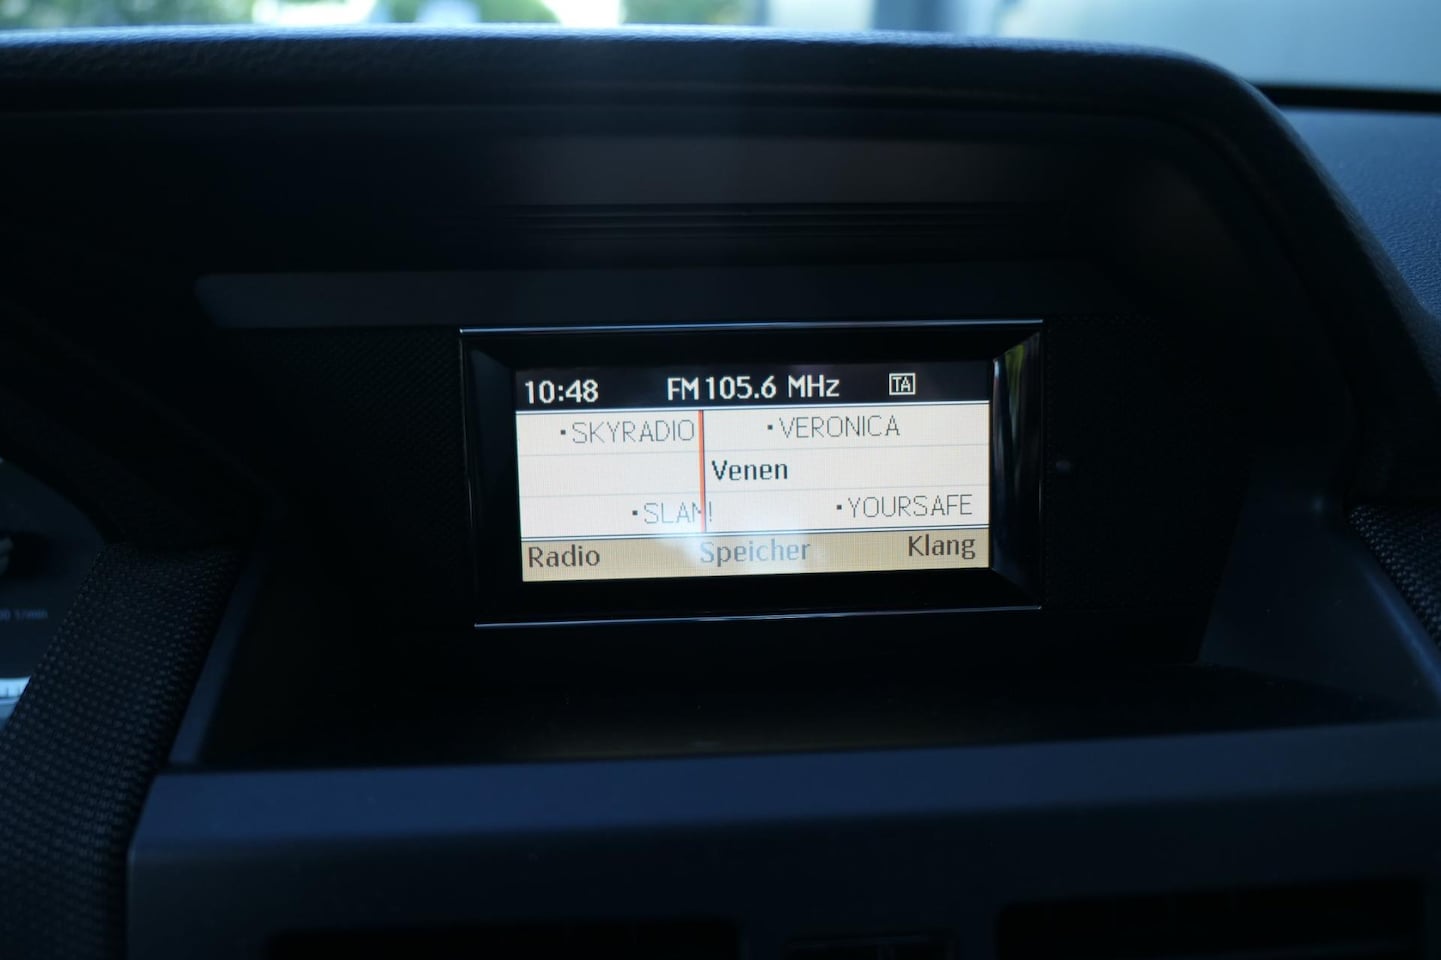 10:48 FM 105.6 MHz TA
•SKYRADIO •VERONICA
Venen
•SLAM! •YOURSAFE
Radio Speicher Klang